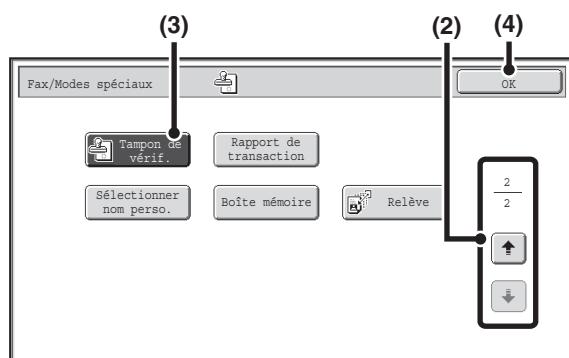 (3)
(2)
(4)
Fax/Modes spéciaux
OK
Tampon de
vérif.
Rapport de
transaction
Sélectionner
nom perso.
Boîte mémoire
Relève
2
2